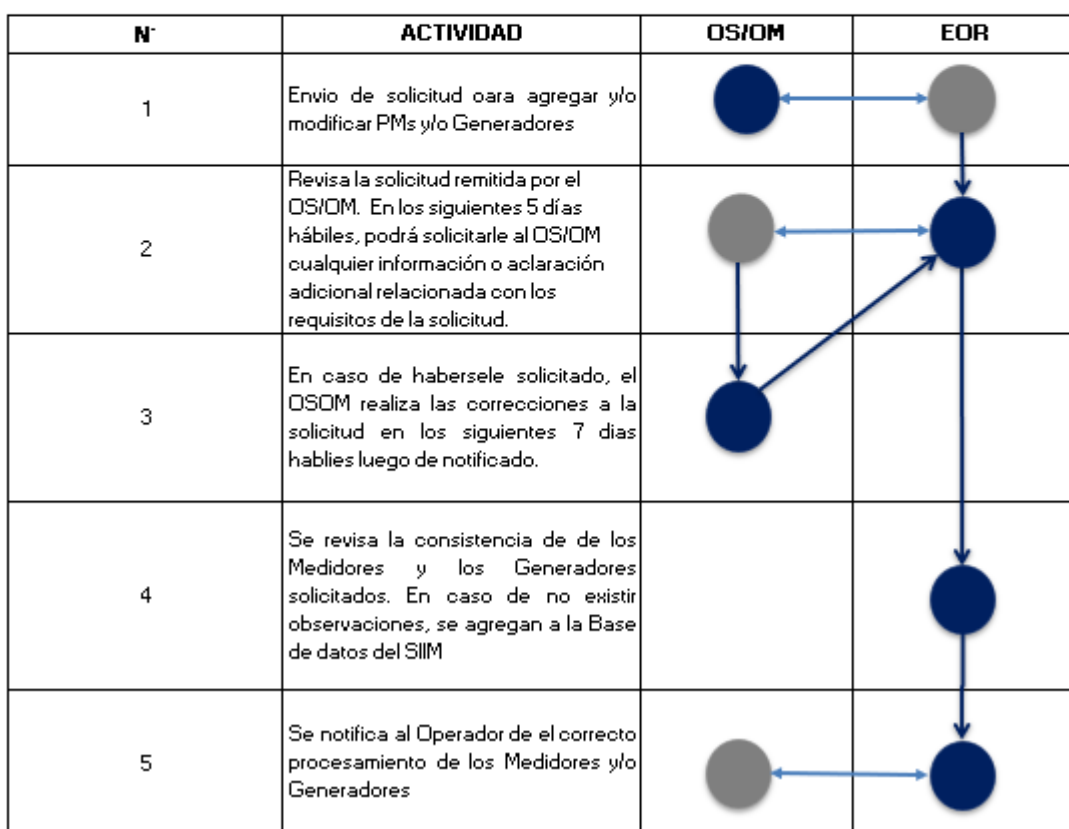 N° ACTIVIDAD OS/OM EOR
1
Envio de solicitud oara agregar y/o
modificar PMs y/o Generadores
2
Revisa la solicitud remitida por el
OS/OM. En los siguientes 5 días
hábiles, podrá solicitarle al OS/OM
cualquier información o aclaración
adicional relacionada con los
requisitos de la solicitud.
3
En caso de habersele solicitado, el
OSOM realiza las correcciones a la
solicitud en los siguientes 7 dias
hablies luego de notificado.
4
Se revisa la consistencia de de los
Medidores y los Generadores
solicitados. En caso de no existir
observaciones, se agregan a la Base
de datos del SIIM
5
Se notifica al Operador de el correcto
procesamiento de los Medidores y/o
Generadores